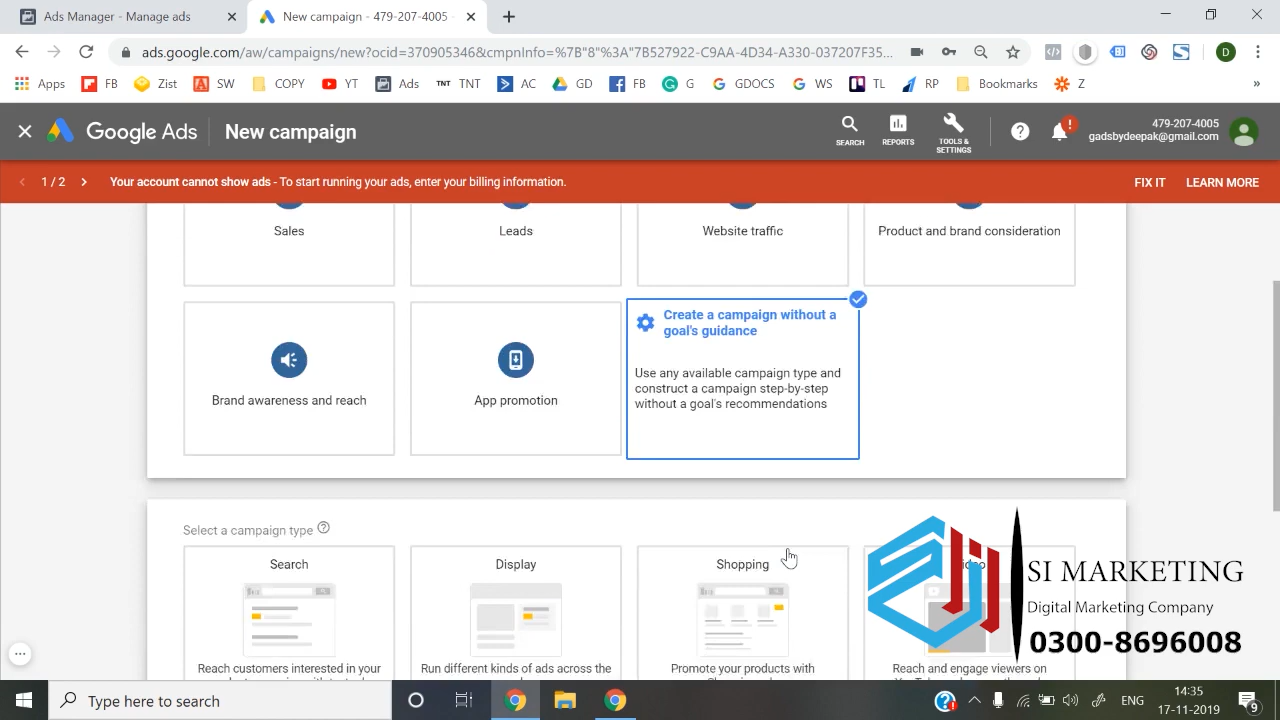 Ads Manager - Manage ads
New campaign - 479-207-4005 -
ads.google.com/aw/campaigns/new?ocid=370905346&cmpnInfo=%7B"8"%3A"7B527922-C9AA-4D34-A330-037207F35...
D
Apps FB Zist SW COPY YT Ads TNT TNT AC GD FB G GDOCS WS TL RP Bookmarks Z »
Google Ads
New campaign
SEARCH
REPORTS
TOOLS &
SETTINGS
479-207-4005
gadsbydeepak@gmail.com
1 / 2
Your account cannot show ads - To start running your ads, enter your billing information.
FIX IT
LEARN MORE
Sales
Leads
Website traffic
Product and brand consideration
Brand awareness and reach
App promotion
Create a campaign without a
goal's guidance
Use any available campaign type and
construct a campaign step-by-step
without a goal's recommendations
Select a campaign type
Search
Display
Shopping
Reach customers interested in your
Run different kinds of ads across the
Promote your products with
Reach and engage viewers on
SI MARKETING
Digital Marketing Company
0300-8696008
Type here to search
ENG
14:35
17-11-2019
9